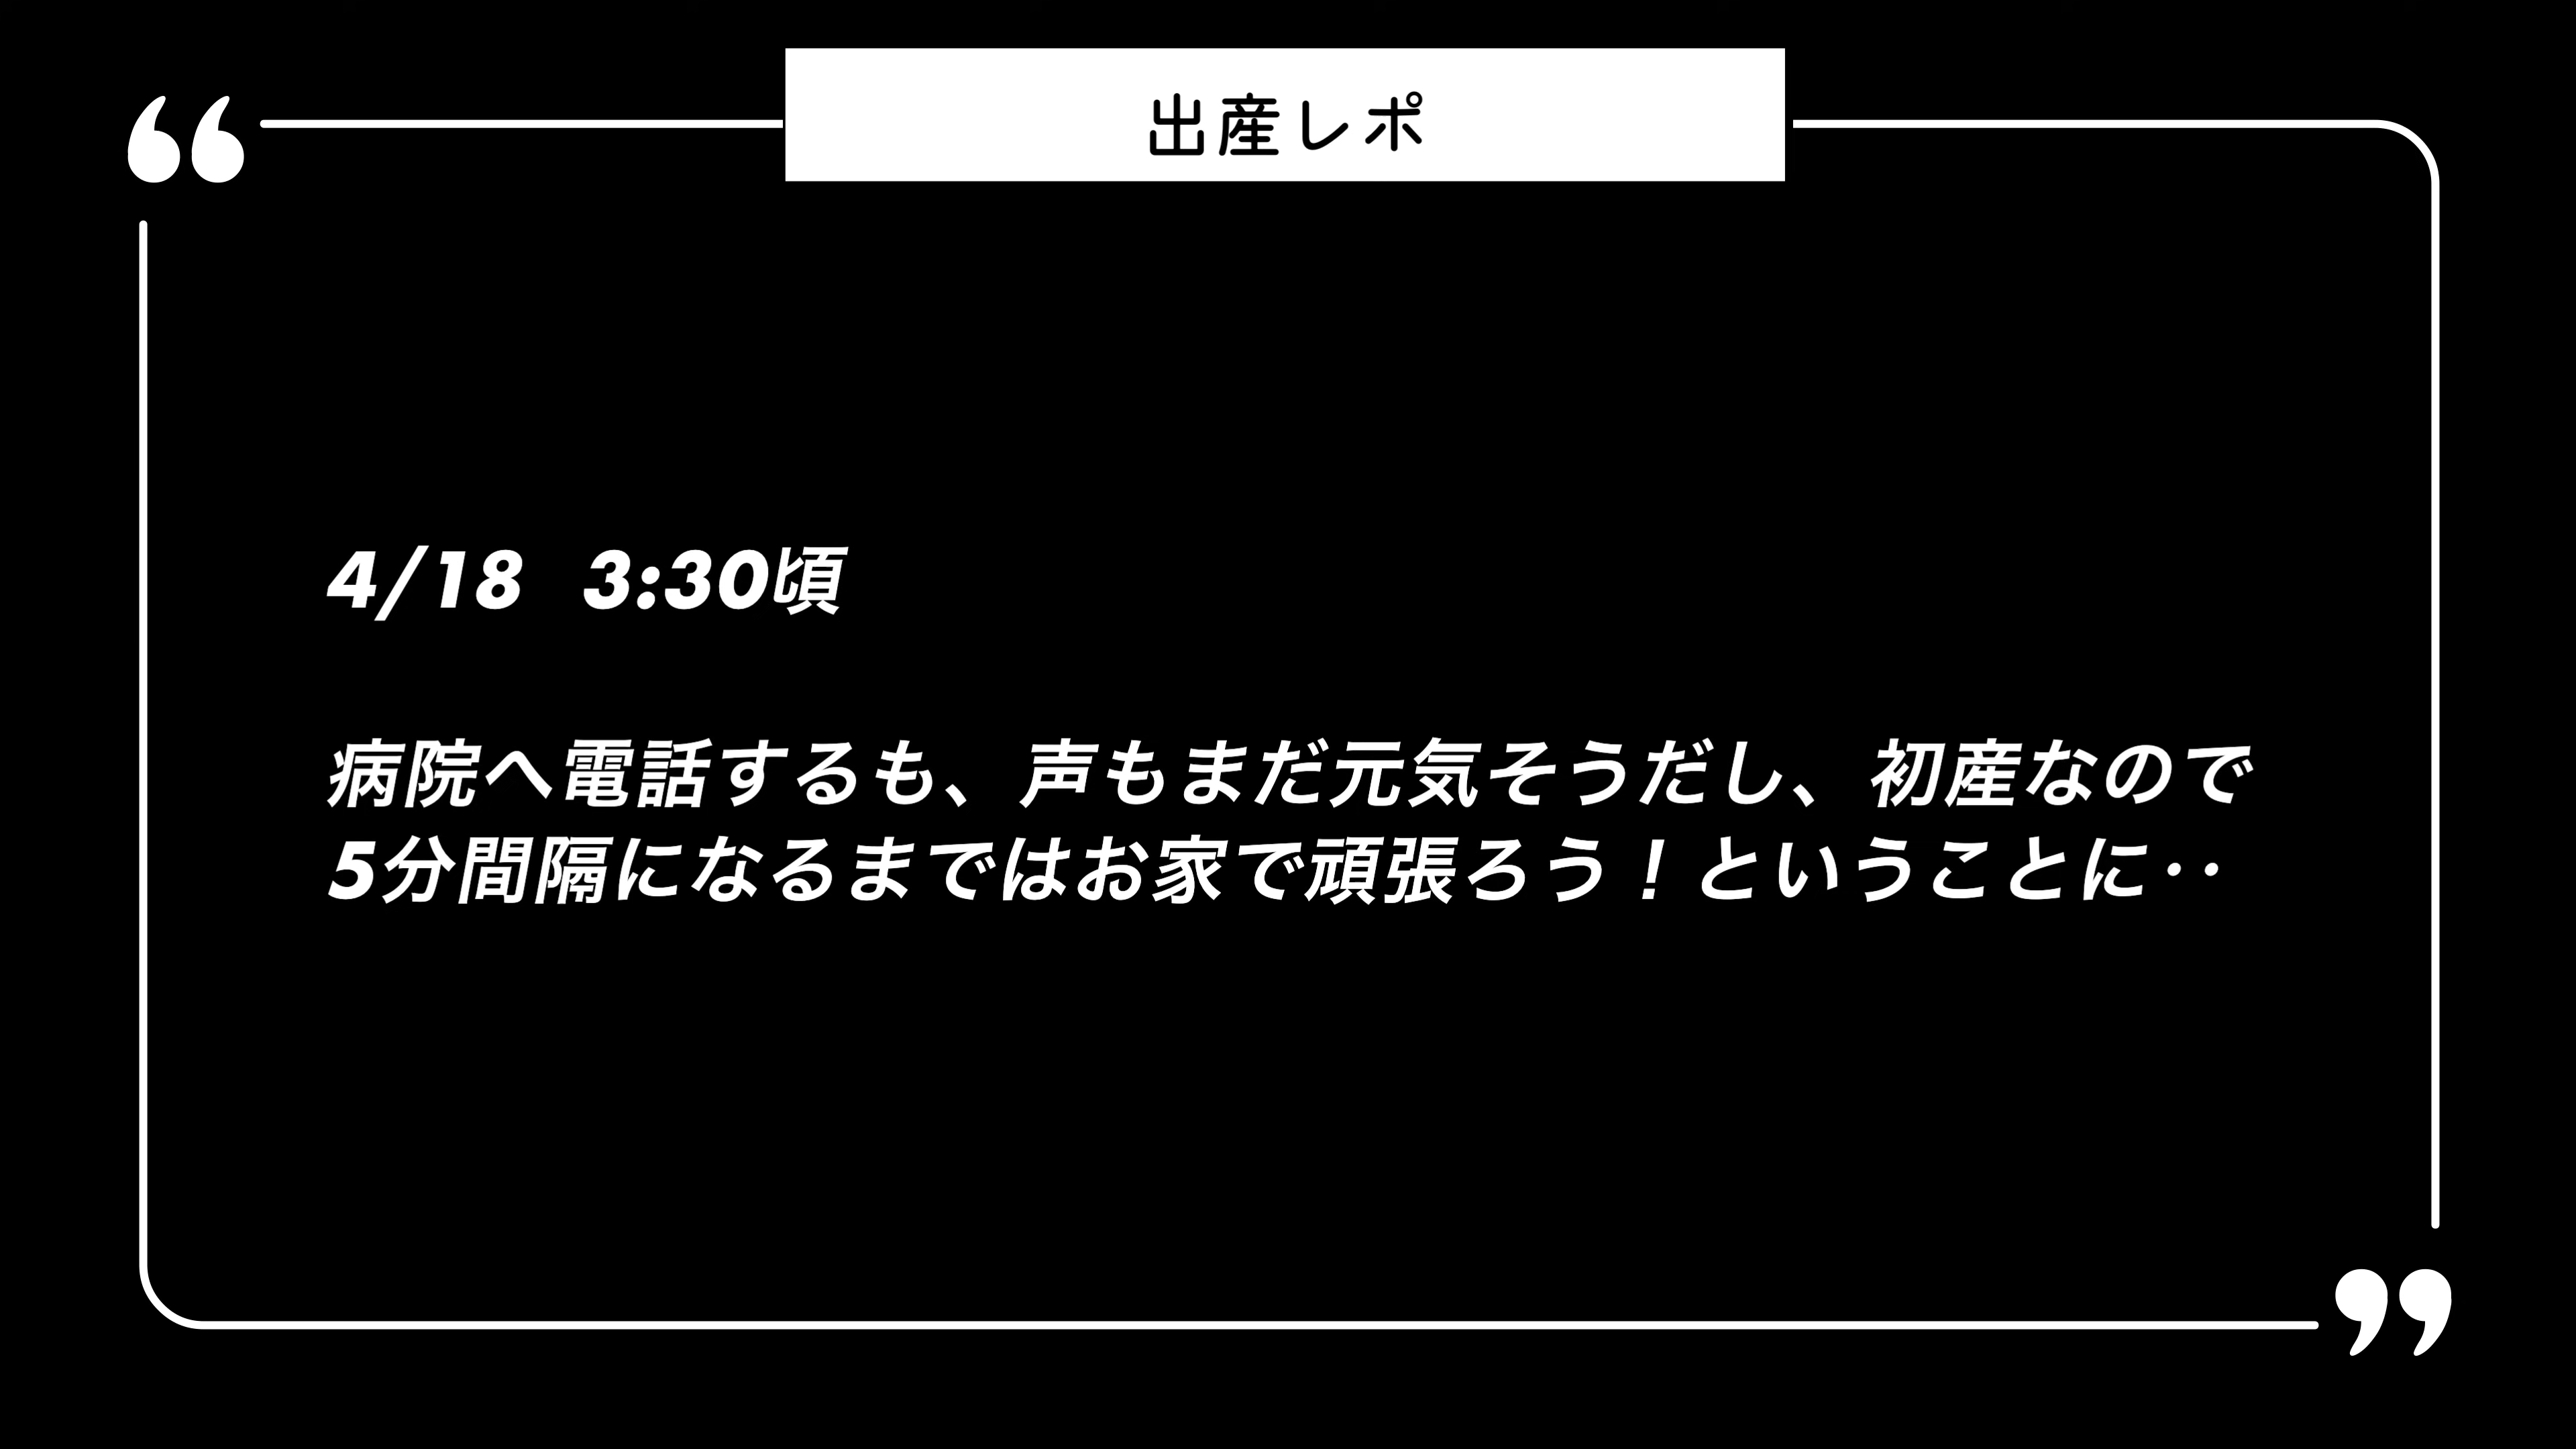 出産レポ
4/18 3:30頃
病院へ電話するも、声もまだ元気そうだし、初産なので
5分間隔になるまではお家で頑張ろう！ということに‥